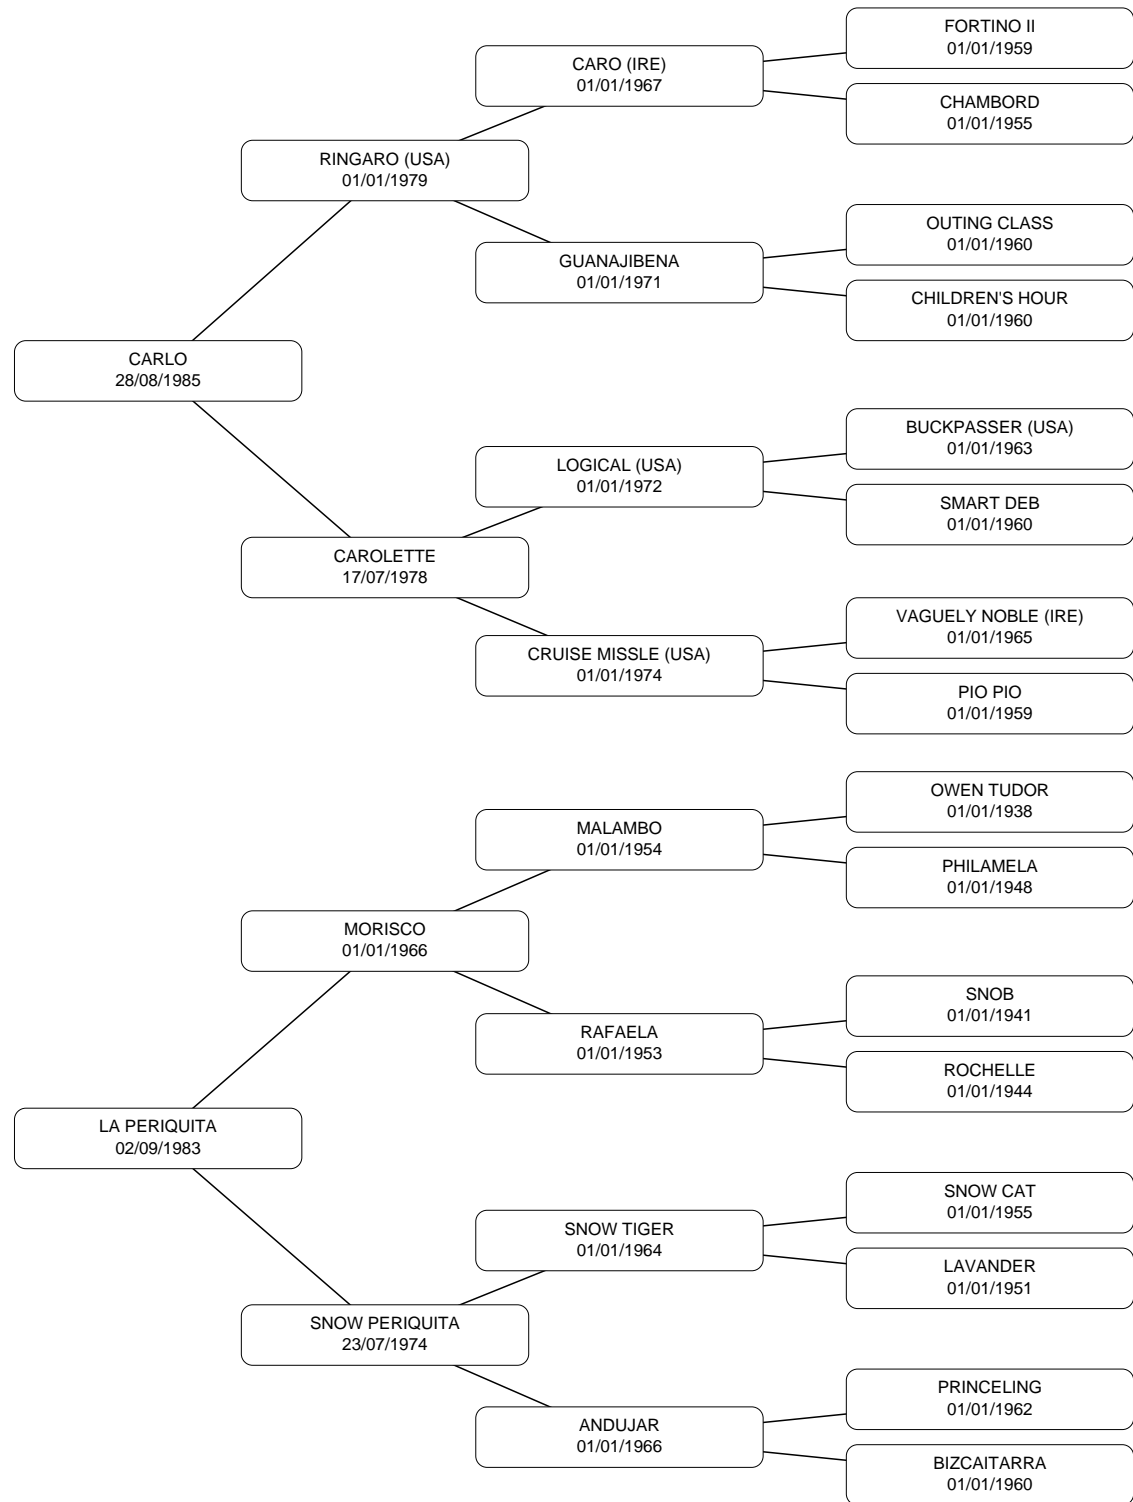 FORTINO II
01/01/1959
CARO (IRE)
01/01/1967
CHAMBORD
01/01/1955
RINGARO (USA)
01/01/1979
OUTING CLASS
01/01/1960
GUANAJIBENA
01/01/1971
CHILDREN'S HOUR
01/01/1960
CARLO
28/08/1985
BUCKPASSER (USA)
01/01/1963
LOGICAL (USA)
01/01/1972
SMART DEB
01/01/1960
CAROLETTE
17/07/1978
VAGUELY NOBLE (IRE)
01/01/1965
CRUISE MISSLE (USA)
01/01/1974
PIO PIO
01/01/1959
OWEN TUDOR
01/01/1938
MALAMBO
01/01/1954
PHILAMELA
01/01/1948
MORISCO
01/01/1966
SNOB
01/01/1941
RAFAELA
01/01/1953
ROCHELLE
01/01/1944
LA PERIQUITA
02/09/1983
SNOW CAT
01/01/1955
SNOW TIGER
01/01/1964
LAVANDER
01/01/1951
SNOW PERIQUITA
23/07/1974
PRINCELING
01/01/1962
ANDUJAR
01/01/1966
BIZCAITARRA
01/01/1960